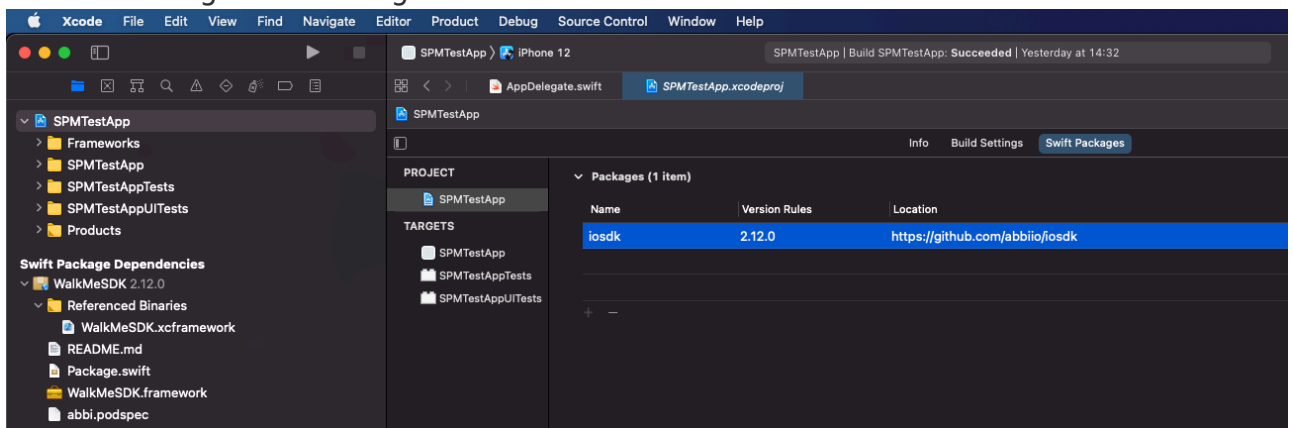 Xcode File Edit View Find Navigate Editor Product Debug Source Control Window Help
SPMTestApp 〉 iPhone 12
SPMTestApp | Build SPMTestApp: Succeeded | Yesterday at 14:32
AppDelegate.swift
SPMTestApp.xcodeproj
SPMTestApp
Info Build Settings Swift Packages
SPMTestApp
Frameworks
SPMTestApp
SPMTestAppTests
SPMTestAppUITests
Products
Swift Package Dependencies
WalkMeSDK 2.12.0
Referenced Binaries
WalkMeSDK.xcframework
README.md
Package.swift
WalkMeSDK.framework
abbi.podspec
PROJECT
SPMTestApp
TARGETS
SPMTestApp
SPMTestAppTests
SPMTestAppUITests
Packages (1 item)
Name Version Rules Location
iosdk 2.12.0 https://github.com/abbiio/iosdk